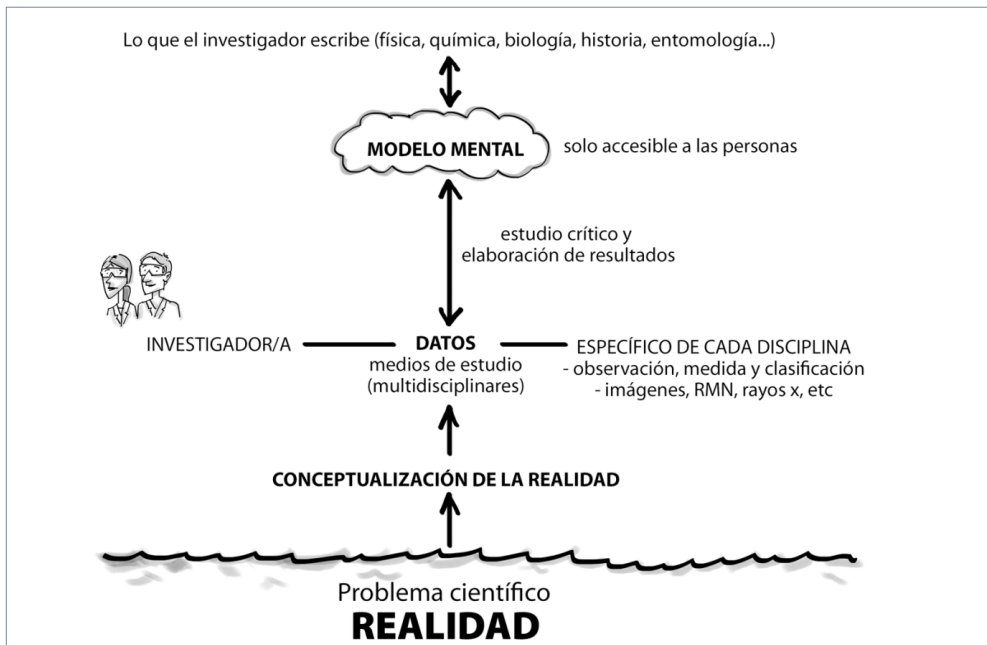 Lo que el investigador escribe (física, química, biología, historia, entomología...)
MODELO MENTAL
solo accesible a las personas
estudio crítico y
elaboración de resultados
INVESTIGADOR/A
DATOS
medios de estudio
(multidisciplinares)
ESPECÍFICO DE CADA DISCIPLINA
- observación, medida y clasificación
- imágenes, RMN, rayos x, etc
CONCEPTUALIZACIÓN DE LA REALIDAD
Problema científico
REALIDAD